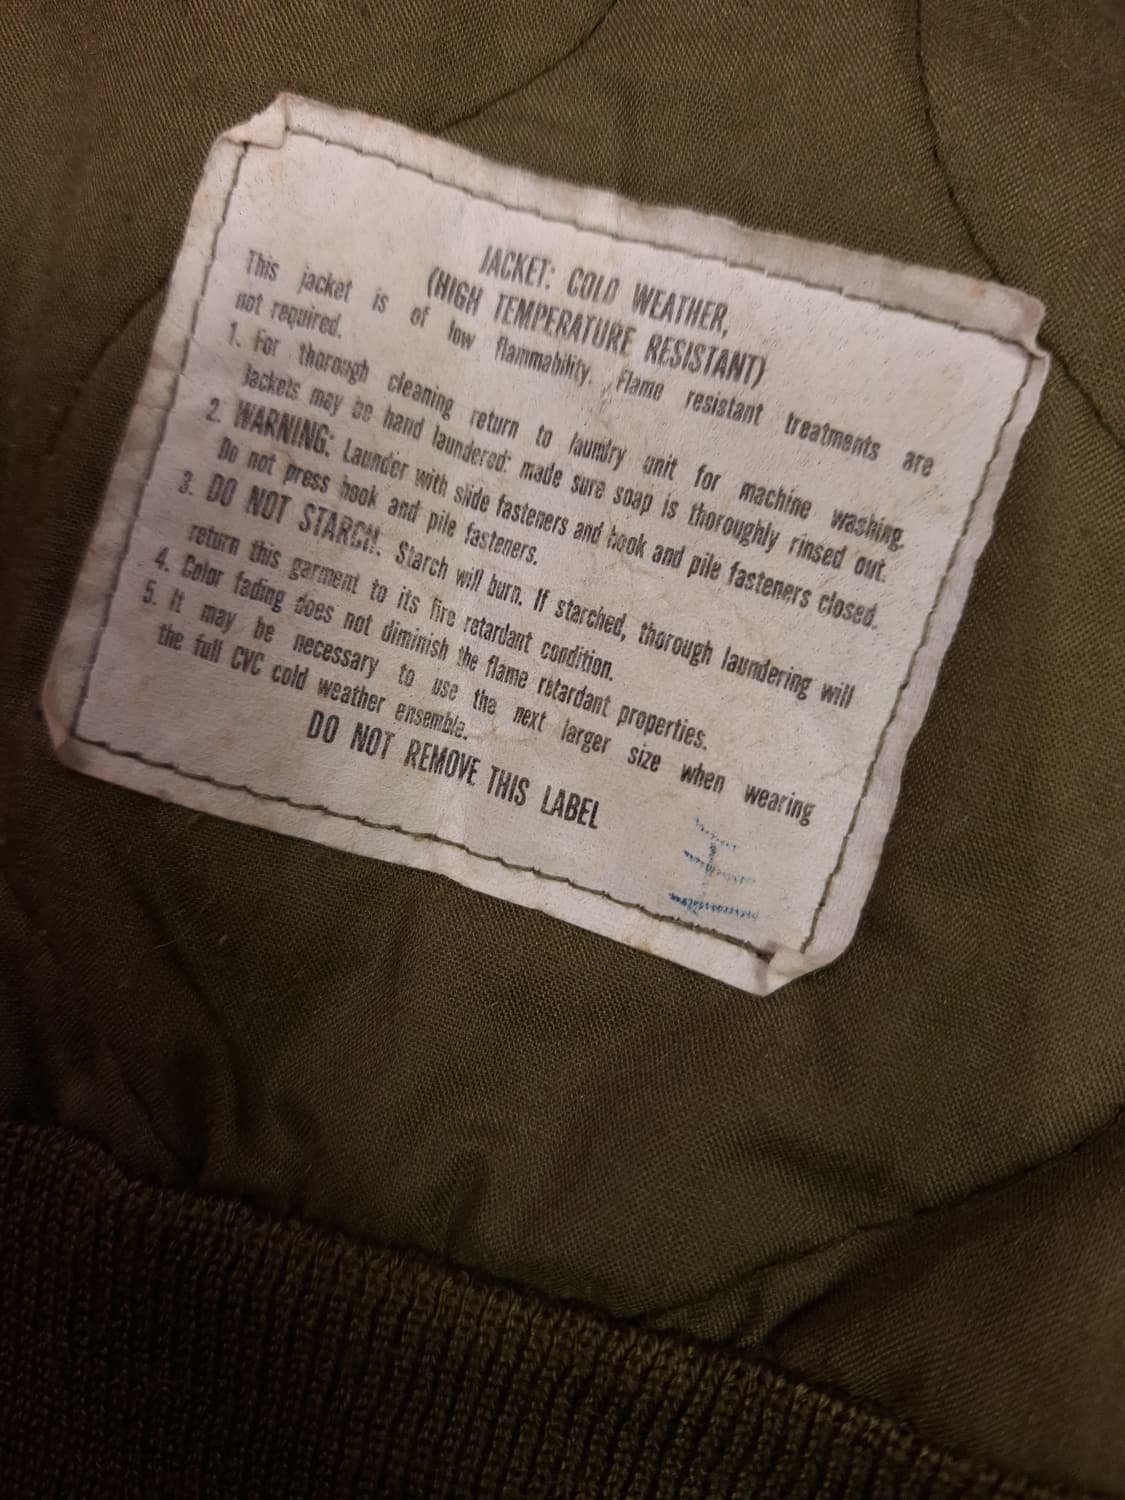 JACKET: COLD WEATHER,
(HIGH TEMPERATURE RESISTANT)
This jacket is of low flammability. Flame resistant treatments are
not required.
1. For thorough cleaning return to laundry unit for machine washing.
Jackets may be hand laundered: made sure soap is thoroughly rinsed out.
2. WARNING: Launder with slide fasteners and hook and pile fasteners closed.
Do not press hook and pile fasteners.
3. DO NOT STARCH. Starch will burn. If starched, thorough laundering will
return this garment to its fire retardant condition.
4. Color fading does not diminish the flame retardant properties.
5. It may be necessary to use the next larger size when wearing
the full CVC cold weather ensemble.
DO NOT REMOVE THIS LABEL